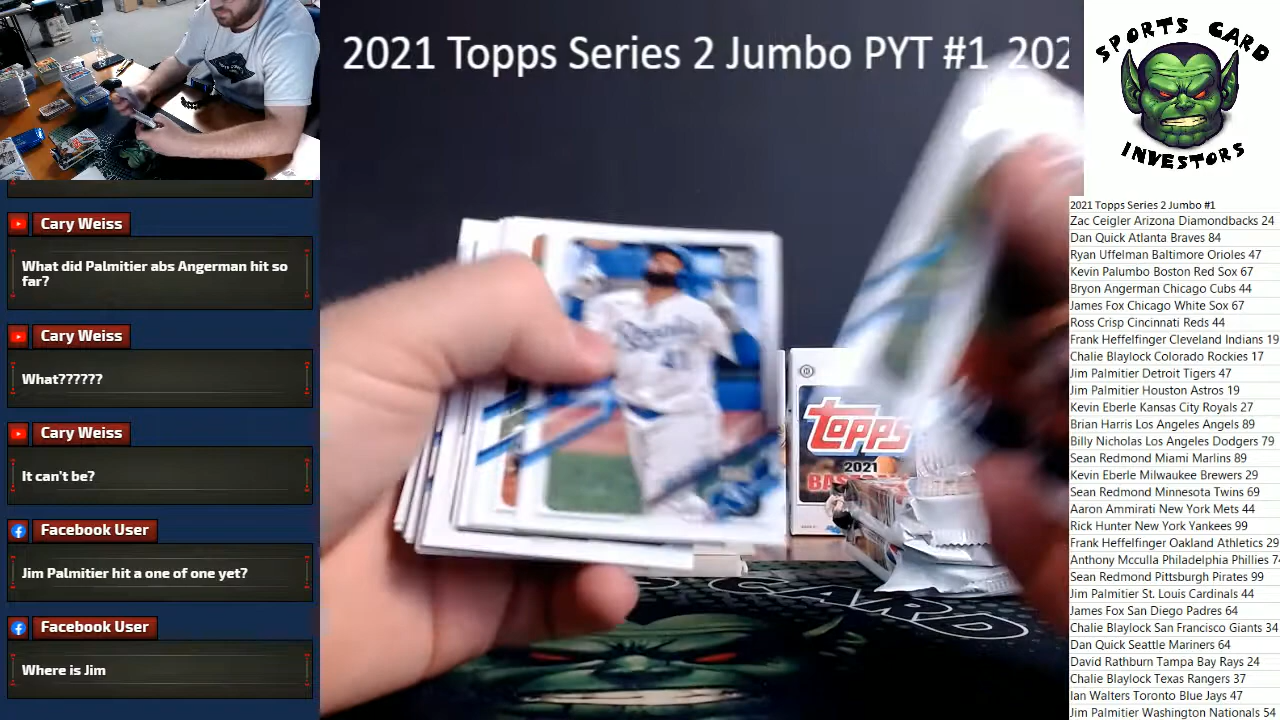 2021 Topps Series 2 Jumbo PYT #1 202
SPORTS CARD
INVESTORS
Cary Weiss
What did Palmitier abs Angerman hit so
far?
Cary Weiss
What??????
Cary Weiss
It can't be?
Facebook User
Jim Palmitier hit a one of one yet?
Facebook User
Where is Jim
topps
2021
CARD
2021 Topps Series 2 Jumbo #1
Zac Ceigler Arizona Diamondbacks 24
Dan Quick Atlanta Braves 84
Ryan Uffelman Baltimore Orioles 47
Kevin Palumbo Boston Red Sox 67
Bryon Angerman Chicago Cubs 44
James Fox Chicago White Sox 67
Ross Crisp Cincinnati Reds 44
Frank Heffelfinger Cleveland Indians 19
Chalie Blaylock Colorado Rockies 17
Jim Palmitier Detroit Tigers 47
Jim Palmitier Houston Astros 19
Kevin Eberle Kansas City Royals 27
Brian Harris Los Angeles Angels 89
Billy Nicholas Los Angeles Dodgers 79
Sean Redmond Miami Marlins 89
Kevin Eberle Milwaukee Brewers 29
Sean Redmond Minnesota Twins 69
Aaron Ammirati New York Mets 44
Rick Hunter New York Yankees 99
Frank Heffelfinger Oakland Athletics 29
Anthony Mcculla Philadelphia Phillies 74
Sean Redmond Pittsburgh Pirates 99
Jim Palmitier St. Louis Cardinals 44
James Fox San Diego Padres 64
Chalie Blaylock San Francisco Giants 34
Dan Quick Seattle Mariners 64
David Rathburn Tampa Bay Rays 24
Chalie Blaylock Texas Rangers 37
Ian Walters Toronto Blue Jays 47
Jim Palmitier Washington Nationals 54